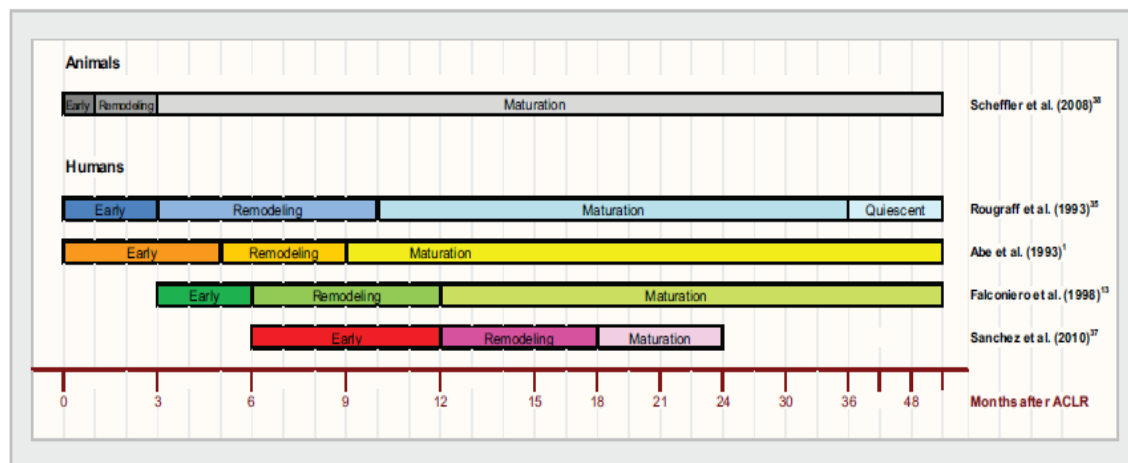 Animals
Early Remodeling Maturation Scheffler et al. (2008)38
Humans
Early Remodeling Maturation Quiescent Rougraff et al. (1993)35
Early Remodeling Maturation Abe et al. (1993)1
Early Remodeling Maturation Falconiero et al. (1998)13
Early Remodeling Maturation Sanchez et al. (2010)37
0 3 6 9 12 15 18 21 24 30 36 48 Months after ACLR